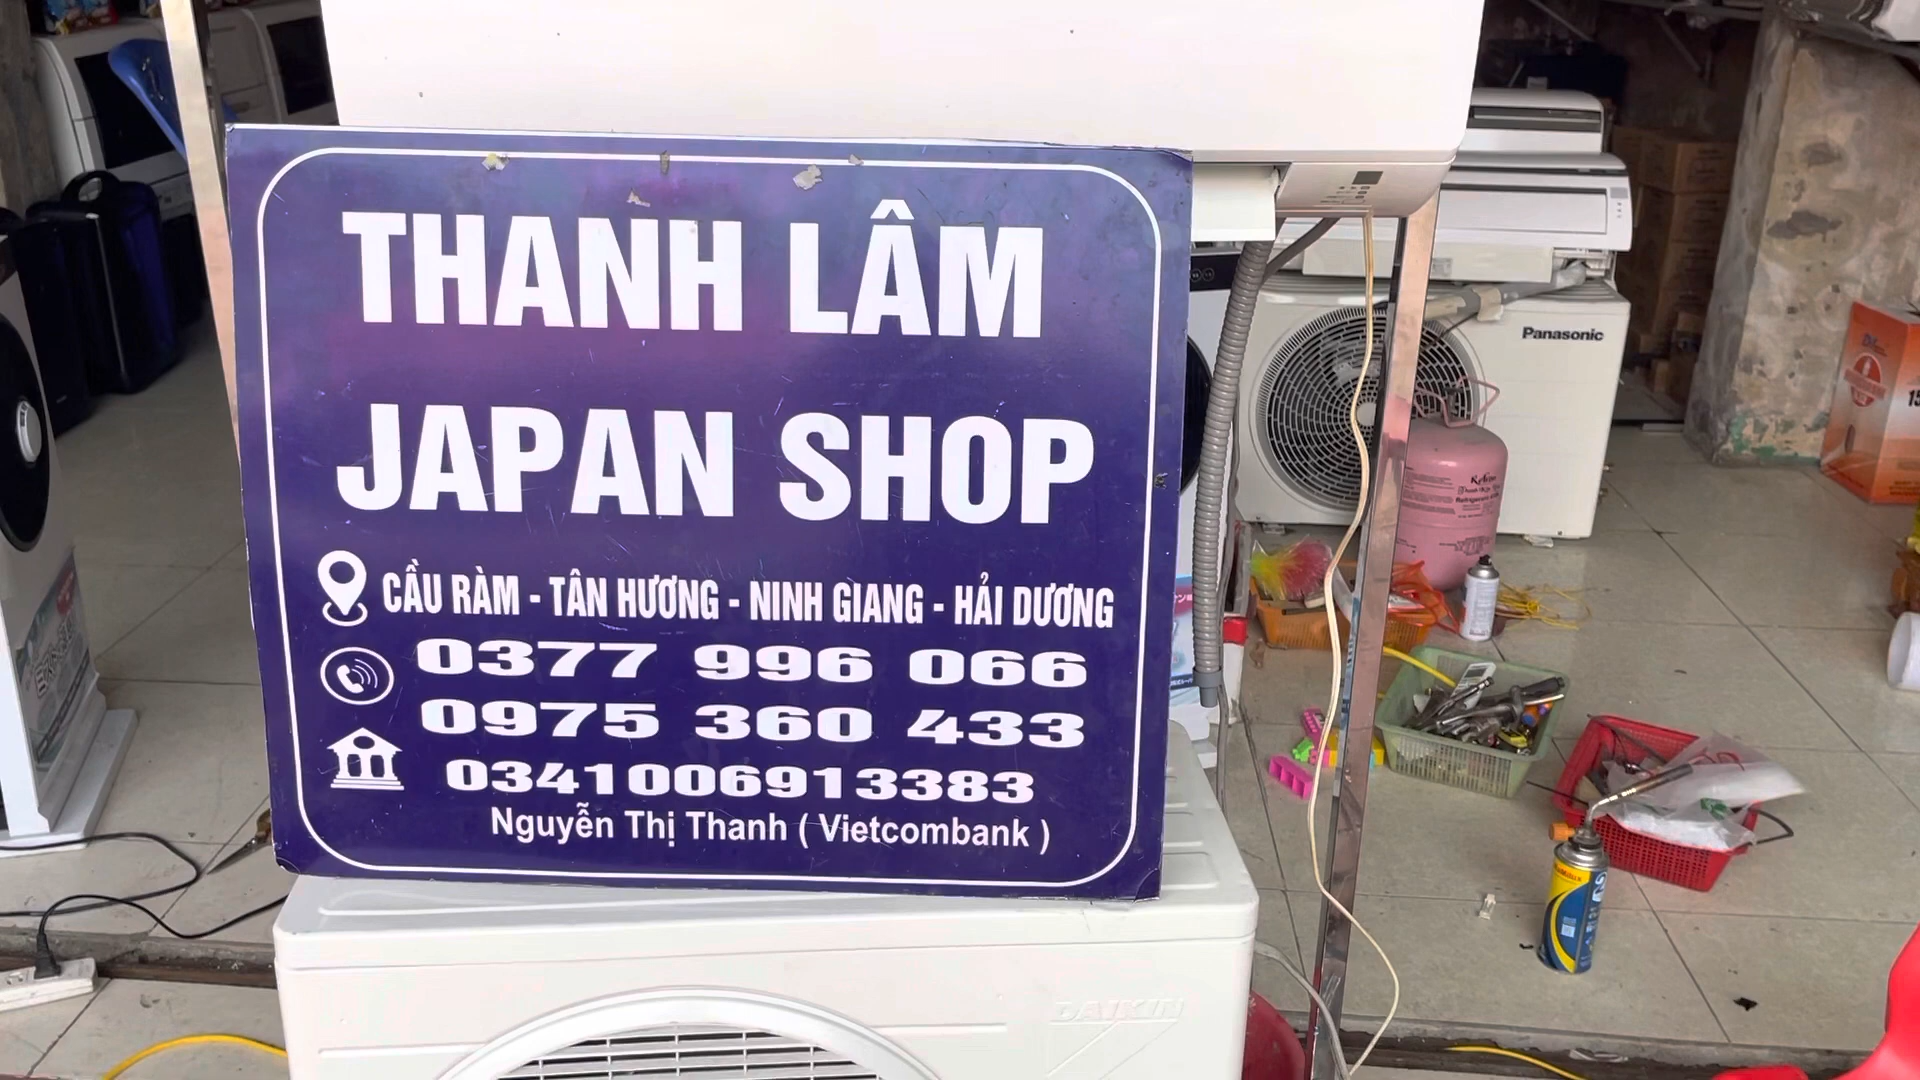 THANH LÂM
JAPAN SHOP
CẦU RÀM - TÂN HƯƠNG - NINH GIANG - HẢI DƯƠNG
0377 996 066
0975 360 433
0341006913383
Nguyễn Thị Thanh ( Vietcombank )
Panasonic
DAIKIN